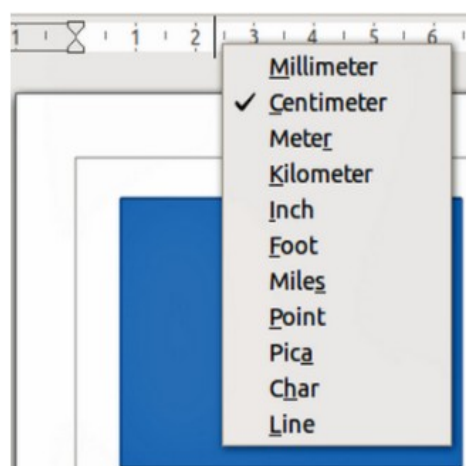 1 1 2 3 4 5 6
Millimeter
✓ Centimeter
Meter
Kilometer
Inch
Foot
Miles
Point
Pica
Char
Line